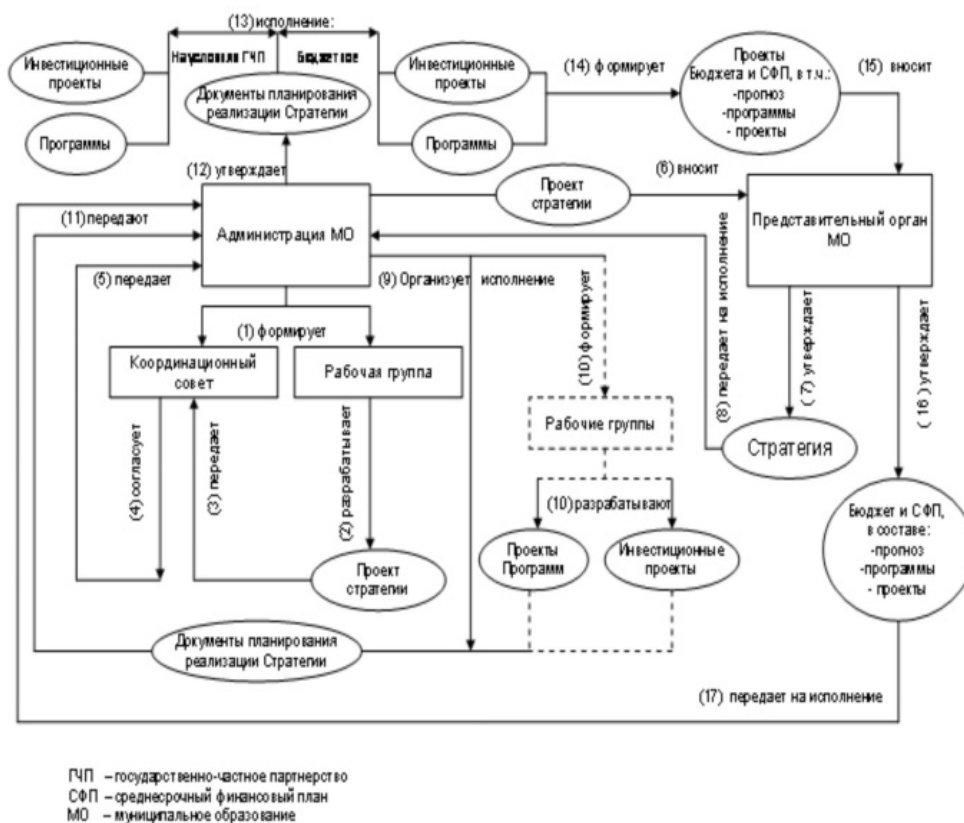 (13) исполнение:
На условиях ГЧП
Бюджетное
Инвестиционные
проекты
Программы
Документы планирования
реализации Стратегии
Инвестиционные
проекты
Программы
(14) формирует
Проекты
Бюджета и СФП, в т.ч.:
-прогноз
-программы
- проекты
(15) вносит
(12) утверждает
(6) вносит
Проект
стратегии
(11) передают
Администрация МО
Представительный орган
МО
(5) передает
(9) Организует исполнение
(1) формирует
(10) формирует
(8) передает на исполнение
(7) утверждает
(16) утверждает
Координационный
совет
Рабочая группа
Рабочие группы
Стратегия
(4) согласует
(3) передает
(2) разрабатывает
(10) разрабатывают
Проекты
Программ
Инвестиционные
проекты
Бюджет и СФП,
в составе:
-прогноз
-программы
- проекты
Проект
стратегии
Документы планирования
реализации Стратегии
(17) передает на исполнение
ГЧП – государственно-частное партнерство
СФП – среднесрочный финансовый план
МО – муниципальное образование